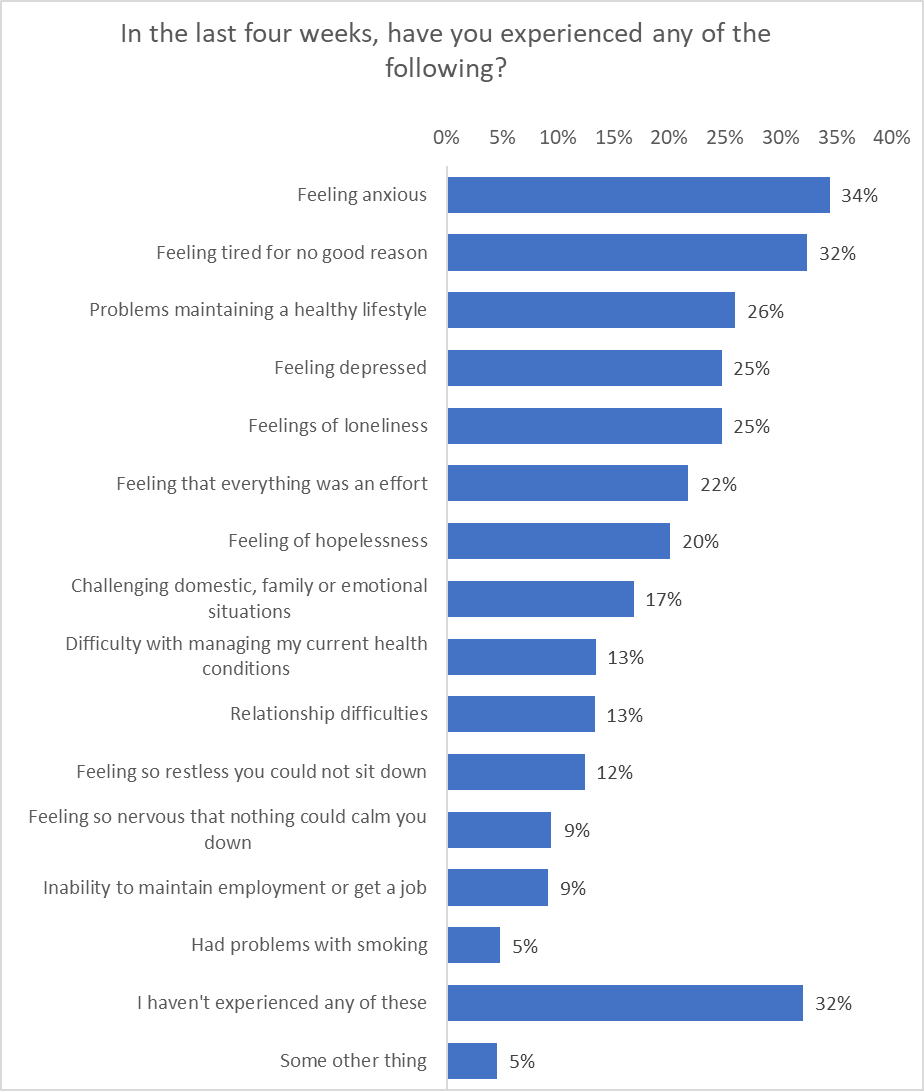 In the last four weeks, have you experienced any of the
following?
0% 5% 10% 15% 20% 25% 30% 35% 40%
Feeling anxious 34%
Feeling tired for no good reason 32%
Problems maintaining a healthy lifestyle 26%
Feeling depressed 25%
Feelings of loneliness 25%
Feeling that everything was an effort 22%
Feeling of hopelessness 20%
Challenging domestic, family or emotional
situations 17%
Difficulty with managing my current health
conditions 13%
Relationship difficulties 13%
Feeling so restless you could not sit down 12%
Feeling so nervous that nothing could calm you
down 9%
Inability to maintain employment or get a job 9%
Had problems with smoking 5%
I haven't experienced any of these 32%
Some other thing 5%